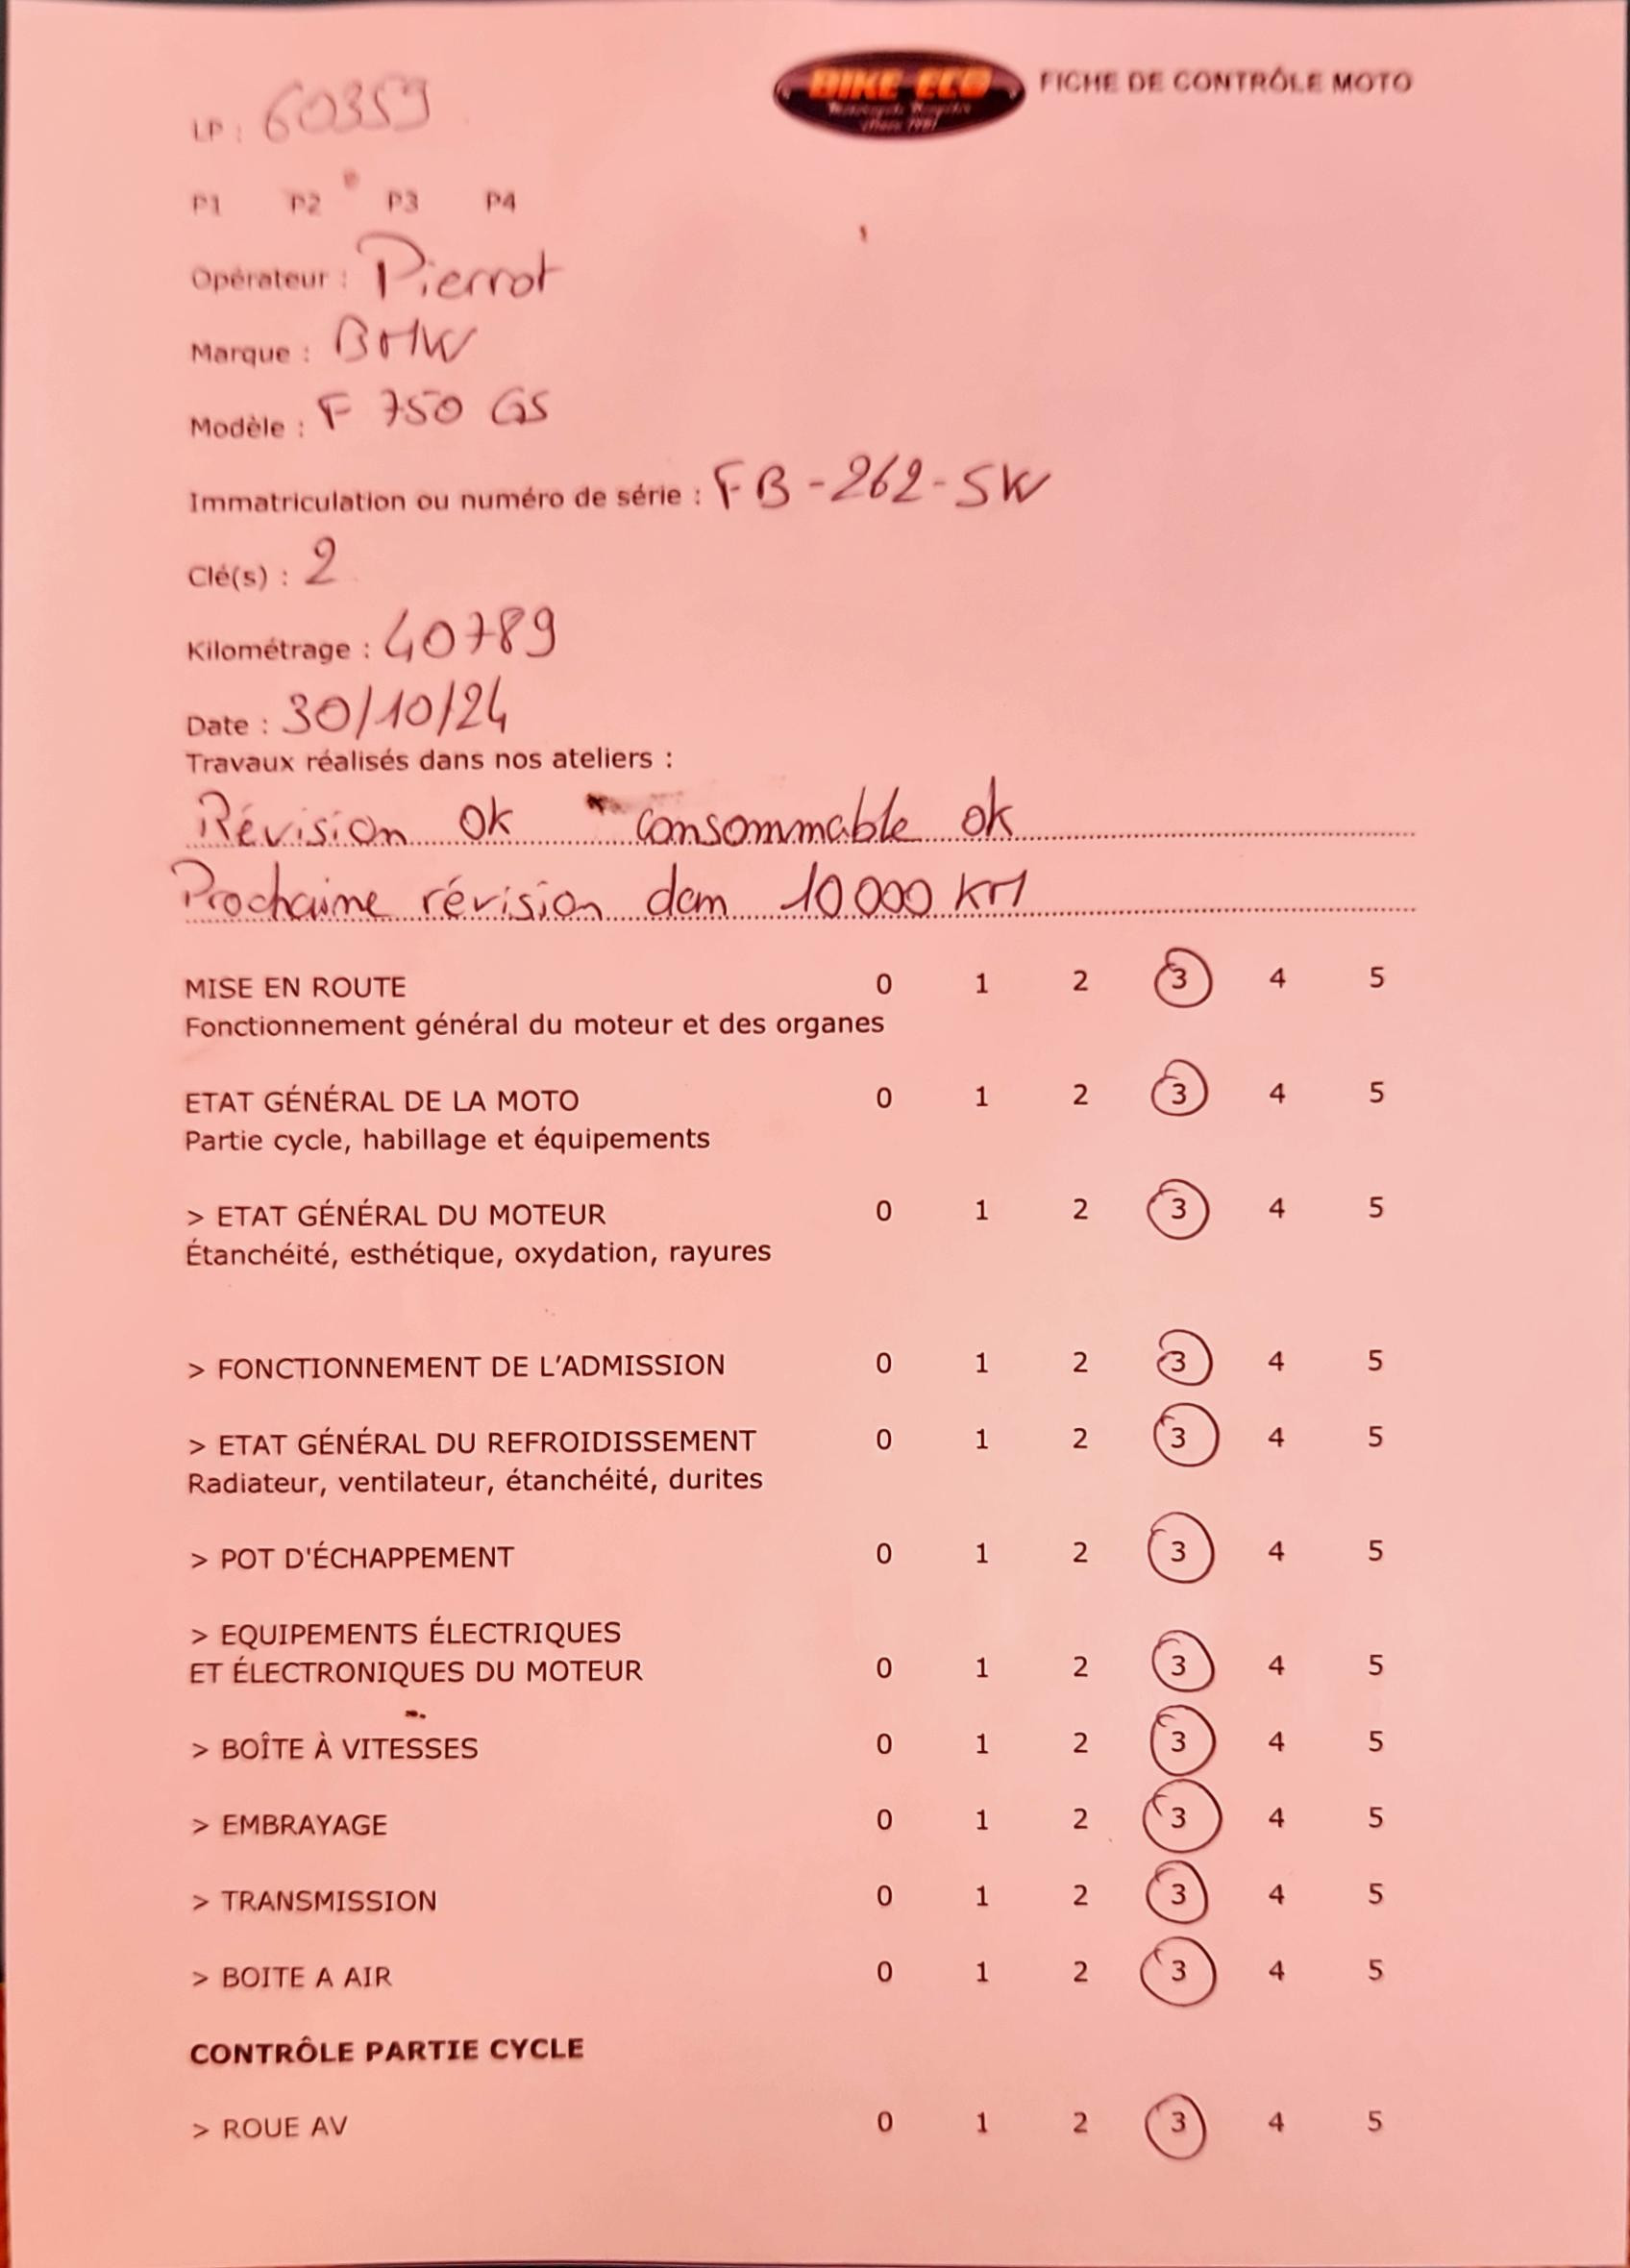 BIKE ECO
FICHE DE CONTRÔLE MOTO
LP : 60359
P1 P2 P3 P4
Opérateur : Pierrot
Marque : BMW
Modèle : F 750 GS
Immatriculation ou numéro de série : FB-262-SW
Clé(s) : 2
Kilométrage : 40789
Date : 30/10/24
Travaux réalisés dans nos ateliers :
Révision ok consommable ok
Prochaine révision dam 10 000 KM
MISE EN ROUTE 0 1 2 3 4 5
Fonctionnement général du moteur et des organes
ETAT GÉNÉRAL DE LA MOTO 0 1 2 3 4 5
Partie cycle, habillage et équipements
> ETAT GÉNÉRAL DU MOTEUR 0 1 2 3 4 5
Étanchéité, esthétique, oxydation, rayures
> FONCTIONNEMENT DE L'ADMISSION 0 1 2 3 4 5
> ETAT GÉNÉRAL DU REFROIDISSEMENT 0 1 2 3 4 5
Radiateur, ventilateur, étanchéité, durites
> POT D'ÉCHAPPEMENT 0 1 2 3 4 5
> EQUIPEMENTS ÉLECTRIQUES
ET ÉLECTRONIQUES DU MOTEUR 0 1 2 3 4 5
> BOÎTE À VITESSES 0 1 2 3 4 5
> EMBRAYAGE 0 1 2 3 4 5
> TRANSMISSION 0 1 2 3 4 5
> BOITE A AIR 0 1 2 3 4 5
CONTRÔLE PARTIE CYCLE
> ROUE AV 0 1 2 3 4 5